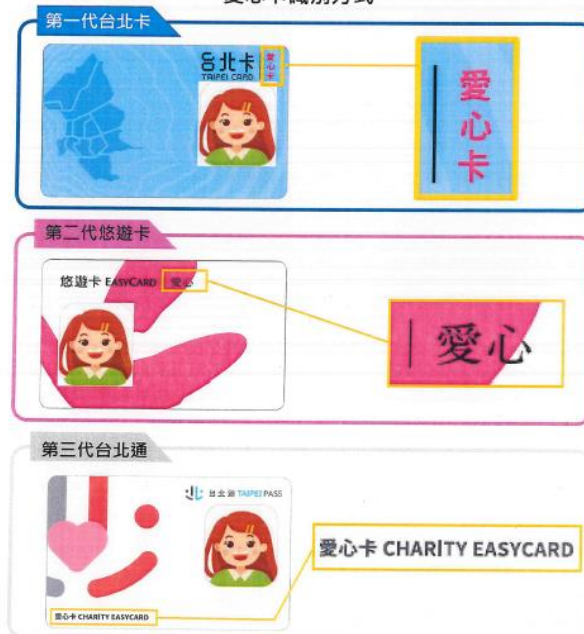 第一代台北卡
台北卡
TAIPEI CARD
愛心卡
愛心卡
第二代悠遊卡
悠遊卡 EASYCARD 愛心
愛心
第三代台北通
台北通 TAIPEI PASS
愛心卡 CHARITY EASYCARD
愛心卡 CHARITY EASYCARD